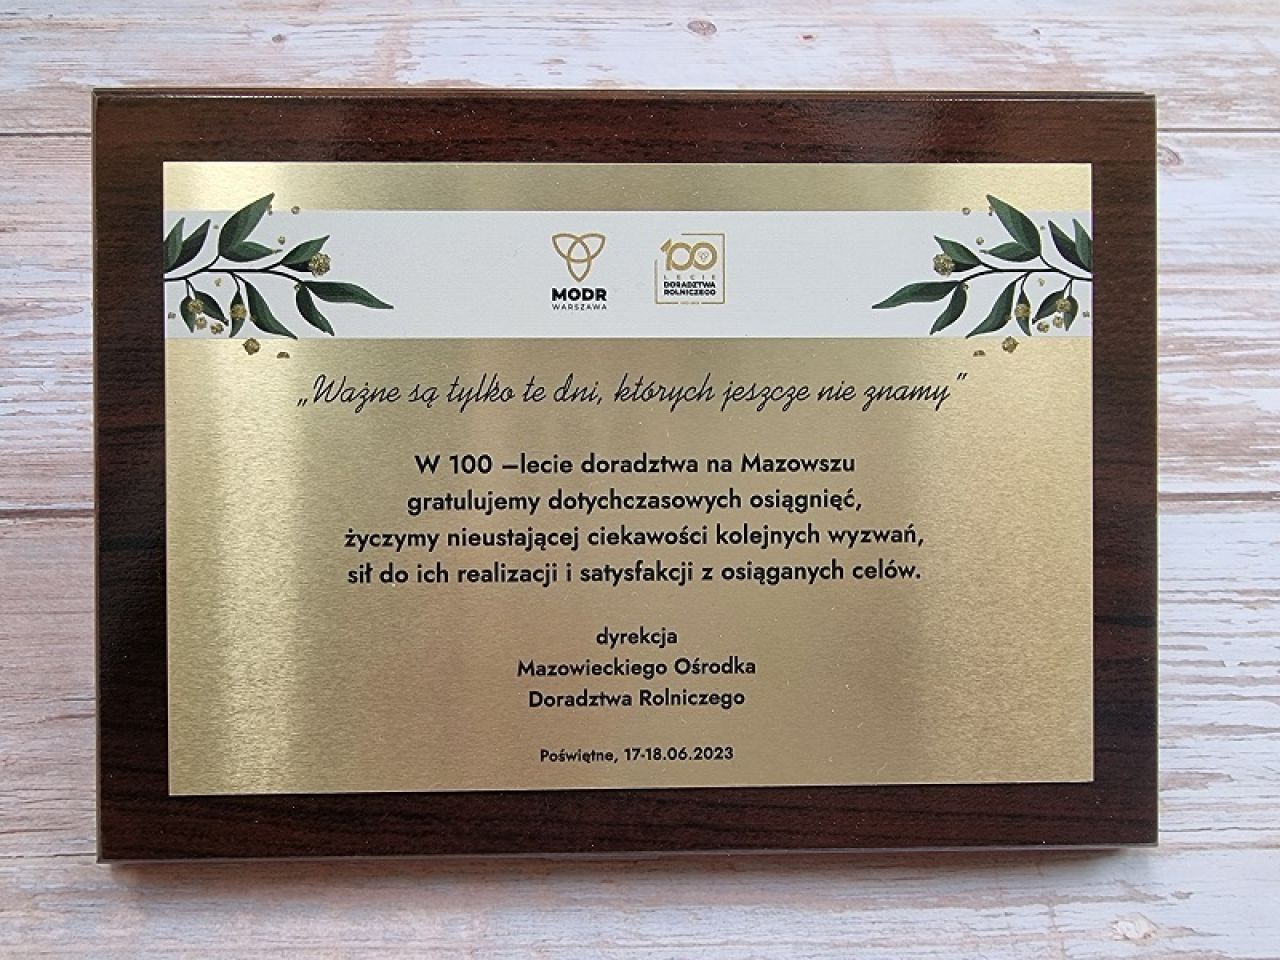 MODR
WARSZAWA
100
LECIE
DORADZTWA
ROLNICZEGO
„Ważne są tylko te dni, których jeszcze nie znamy”
W 100 –lecie doradztwa na Mazowszu
gratulujemy dotychczasowych osiągnięć,
życzymy nieustającej ciekawości kolejnych wyzwań,
sił do ich realizacji i satysfakcji z osiąganych celów.
dyrekcja
Mazowieckiego Ośrodka
Doradztwa Rolniczego
Poświętne, 17-18.06.2023